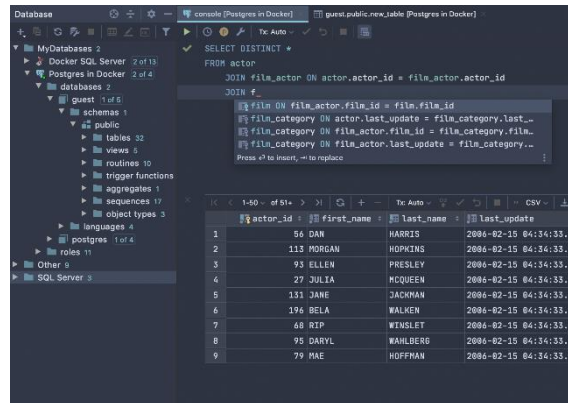 Database
console [Postgres in Docker]
guest.public.new_table [Postgres in Docker]
Tx: Auto
MyDatabases 2
Docker SQL Server 2 of 13
Postgres in Docker 2 of 4
databases 2
guest 1 of 5
schemas 1
public
tables 32
views 5
routines 10
trigger functions
aggregates 1
sequences 17
object types 3
languages 4
postgres 1 of 4
roles 11
Other 9
SQL Server 3
SELECT DISTINCT *
FROM actor
JOIN film_actor ON actor.actor_id = film_actor.actor_id
JOIN f_
film ON film_actor.film_id = film.film_id
film_category ON actor.last_update = film_category.last_…
film_category ON film_actor.film_id = film_category.film…
film_category ON film_actor.last_update = film_category.…
Press ⏎ to insert, ⇥ to replace
1-50 of 51+ Tx: Auto CSV
actor_id first_name last_name last_update
1 56 DAN HARRIS 2006-02-15 04:34:33.
2 113 MORGAN HOPKINS 2006-02-15 04:34:33.
3 93 ELLEN PRESLEY 2006-02-15 04:34:33.
4 27 JULIA MCQUEEN 2006-02-15 04:34:33.
5 131 JANE JACKMAN 2006-02-15 04:34:33.
6 196 BELA WALKEN 2006-02-15 04:34:33.
7 68 RIP WINSLET 2006-02-15 04:34:33.
8 95 DARYL WAHLBERG 2006-02-15 04:34:33.
9 79 MAE HOFFMAN 2006-02-15 04:34:33.